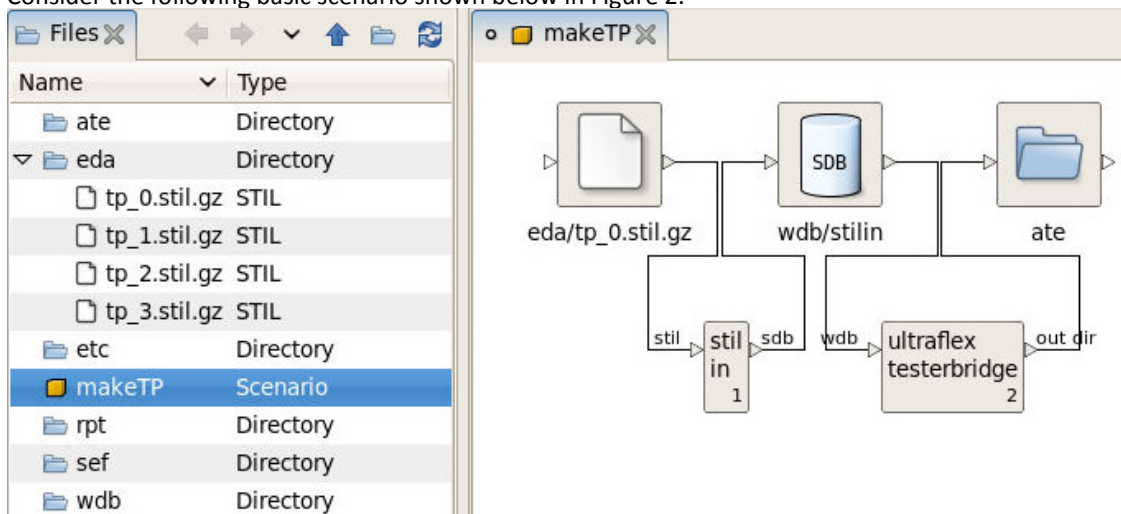 Consider the following basic scenario shown below in Figure 2.
Files
Name Type
ate Directory
eda Directory
tp_0.stil.gz STIL
tp_1.stil.gz STIL
tp_2.stil.gz STIL
tp_3.stil.gz STIL
etc Directory
makeTP Scenario
rpt Directory
sef Directory
wdb Directory
makeTP
SDB
eda/tp_0.stil.gz wdb/stilin ate
stil stil sdb wdb ultraflex out dir
in testerbridge
1 2